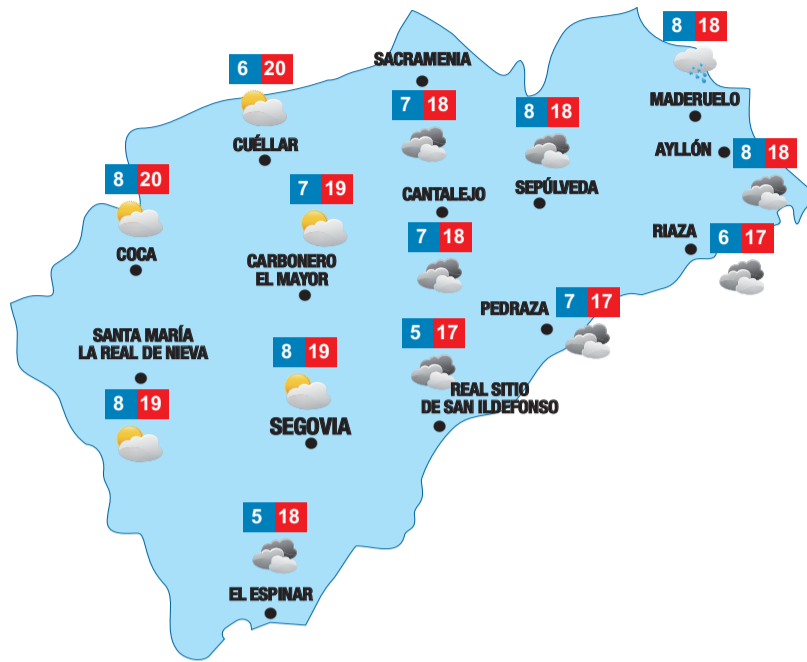 8 18
MADERUELO
SACRAMENIA
7 18
6 20
CUÉLLAR
8 18
SEPÚLVEDA
AYLLÓN
8 18
8 20
COCA
7 19
CARBONERO
EL MAYOR
CANTALEJO
7 18
RIAZA
6 17
PEDRAZA
7 17
SANTA MARÍA
LA REAL DE NIEVA
8 19
8 19
SEGOVIA
5 17
REAL SITIO
DE SAN ILDEFONSO
5 18
EL ESPINAR